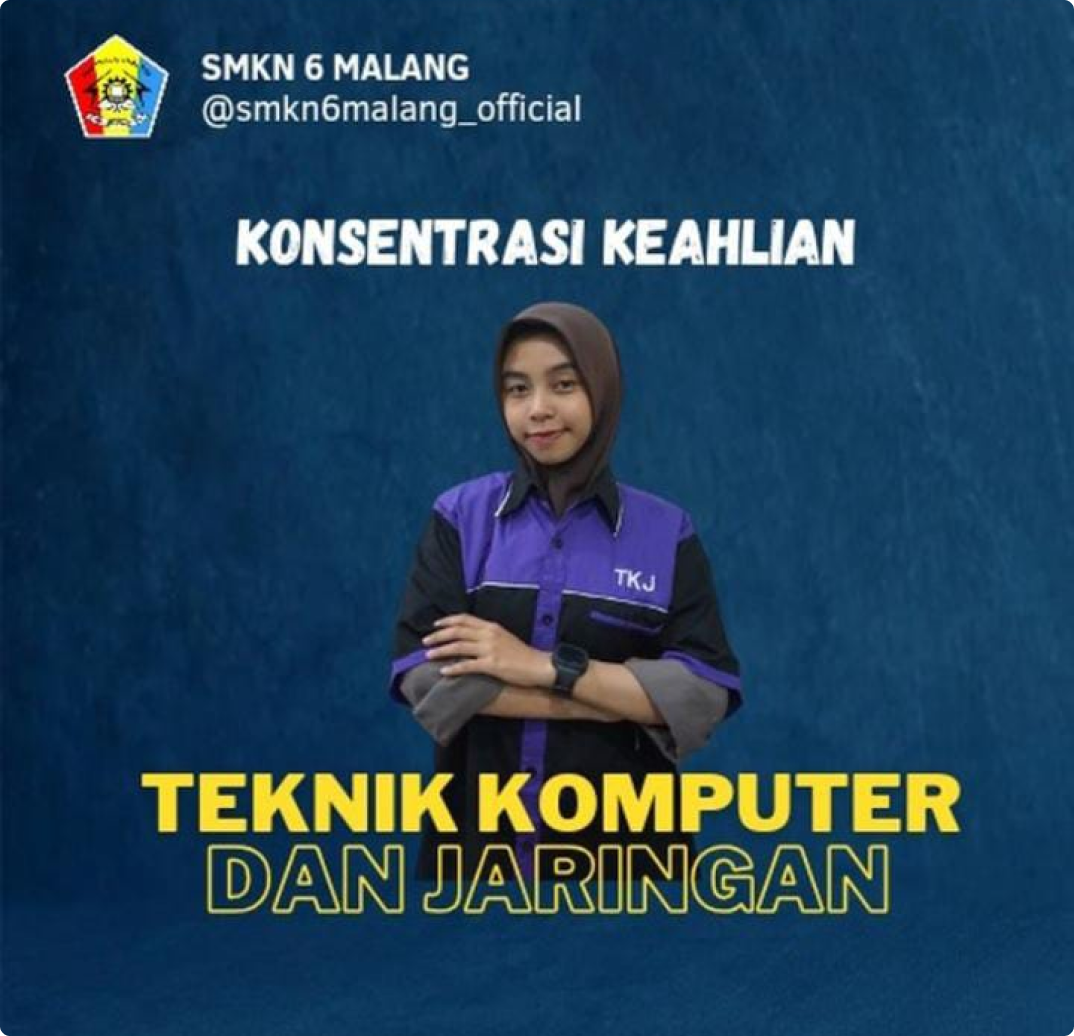 SMKN 6 MALANG
@smkn6malang_official
KONSENTRASI KEAHLIAN
TKJ
TEKNIK KOMPUTER
DAN JARINGAN